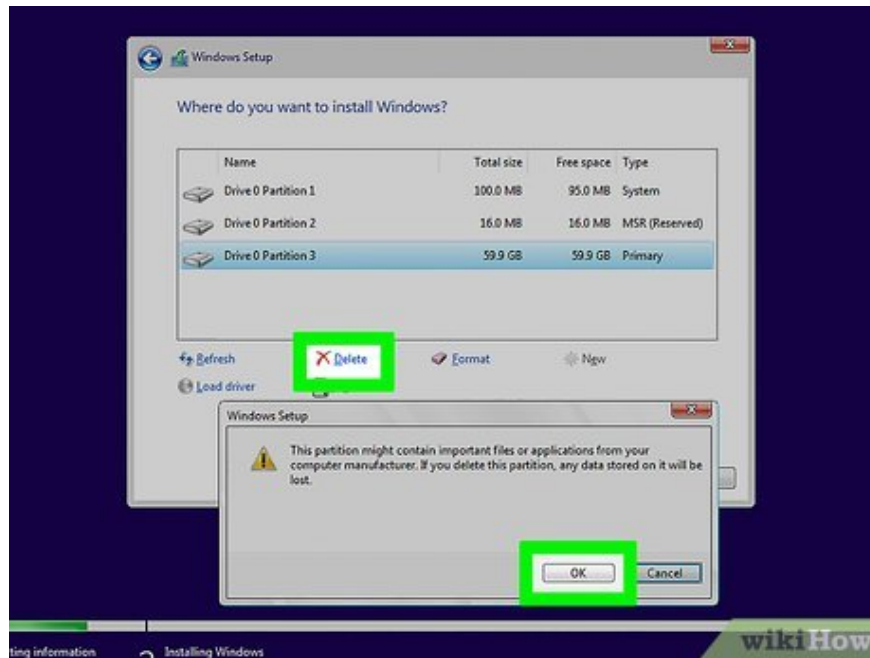 Windows Setup
Where do you want to install Windows?
Name Total size Free space Type
Drive 0 Partition 1 100.0 MB 95.0 MB System
Drive 0 Partition 2 16.0 MB 16.0 MB MSR (Reserved)
Drive 0 Partition 3 59.9 GB 59.9 GB Primary
Refresh Delete Format New
Load driver
Windows Setup
This partition might contain important files or applications from your
computer manufacturer. If you delete this partition, any data stored on it will be
lost.
OK Cancel
ting information Installing Windows
wikiHow